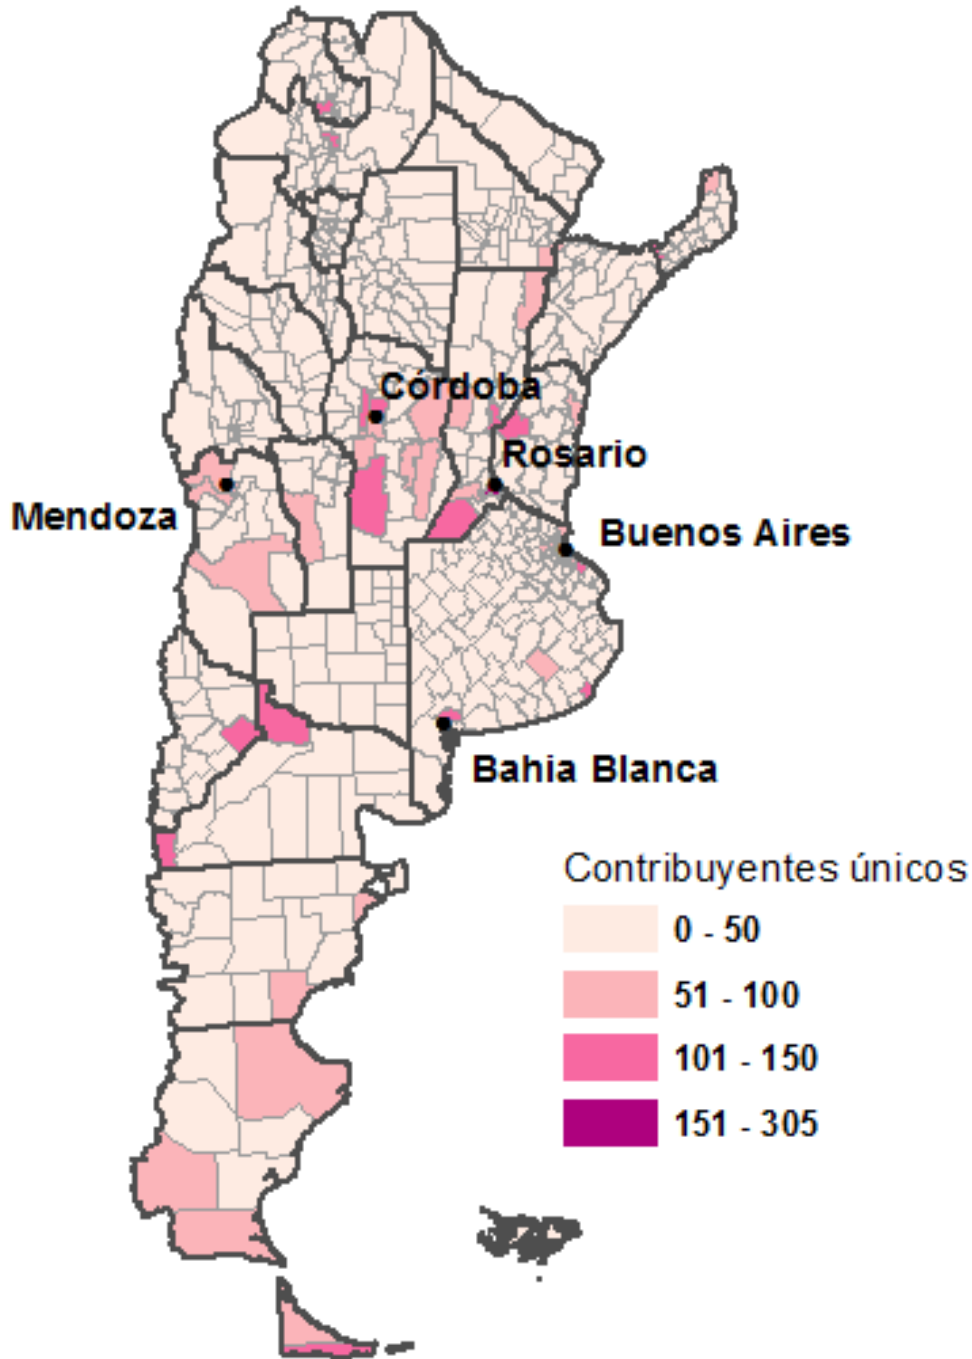 Córdoba
Rosario
Mendoza
Buenos Aires
Bahia Blanca
Contribuyentes únicos
0 - 50
51 - 100
101 - 150
151 - 305